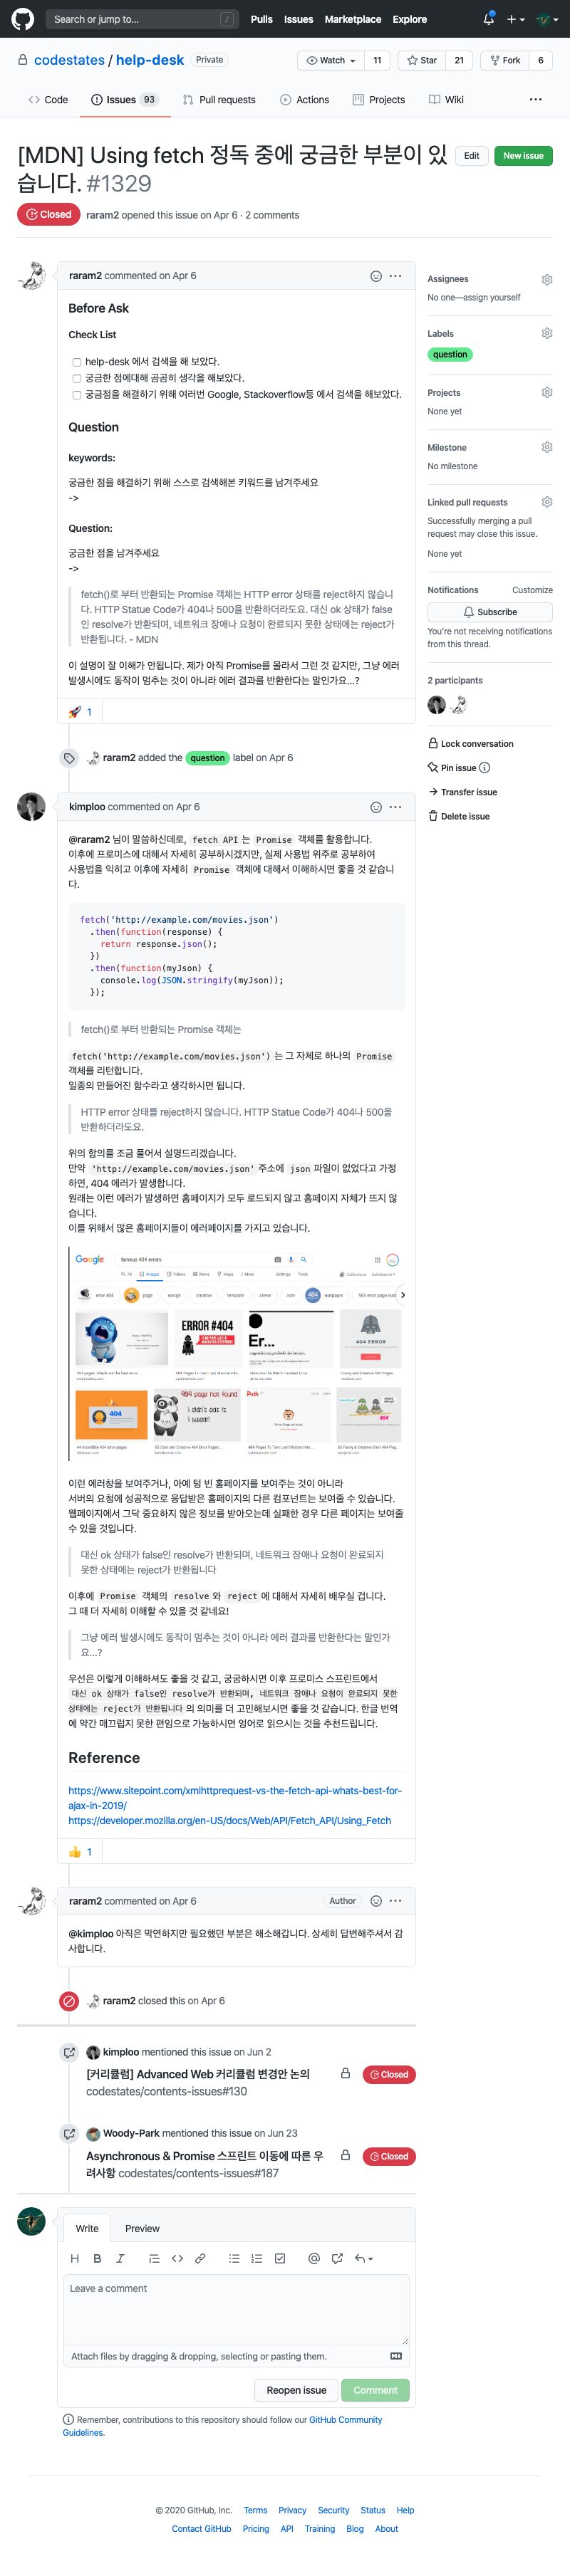 Search or jump to...
/
Pulls
Issues
Marketplace
Explore
codestates / help-desk
Private
Watch
11
Star
21
Fork
6
Code
Issues 93
Pull requests
Actions
Projects
Wiki
[MDN] Using fetch 정독 중에 궁금한 부분이 있
습니다. #1329
Edit
New issue
Closed
raram2 opened this issue on Apr 6 · 2 comments
raram2 commented on Apr 6
Before Ask
Check List
help-desk 에서 검색을 해 보았다.
궁금한 점에대해 곰곰히 생각을 해보았다.
궁금점을 해결하기 위해 여러번 Google, Stackoverflow등 에서 검색을 해보았다.
Question
keywords:
궁금한 점을 해결하기 위해 스스로 검색해본 키워드를 남겨주세요
->
Question:
궁금한 점을 남겨주세요
->
fetch()로 부터 반환되는 Promise 객체는 HTTP error 상태를 reject하지 않습니
다. HTTP Statue Code가 404나 500을 반환하더라도요. 대신 ok 상태가 false
인 resolve가 반환되며, 네트워크 장애나 요청이 완료되지 못한 상태에는 reject가
반환됩니다. - MDN
이 설명이 잘 이해가 안됩니다. 제가 아직 Promise를 몰라서 그런 것 같지만, 그냥 에러
발생시에도 동작이 멈추는 것이 아니라 에러 결과를 반환한다는 말인가요...?
🚀 1
Assignees
No one—assign yourself
Labels
question
Projects
None yet
Milestone
No milestone
Linked pull requests
Successfully merging a pull
request may close this issue.
None yet
Notifications
Customize
Subscribe
You're not receiving notifications
from this thread.
2 participants
Lock conversation
Pin issue
Transfer issue
Delete issue
raram2 added the question label on Apr 6
kimploo commented on Apr 6
@raram2 님이 말씀하신데로, fetch API 는 Promise 객체를 활용합니다.
이후에 프로미스에 대해서 자세히 공부하시겠지만, 실제 사용법 위주로 공부하여
사용법을 익히고 이후에 자세히 Promise 객체에 대해서 이해하시면 좋을 것 같습니
다.
fetch('http://example.com/movies.json')
.then(function(response) {
return response.json();
})
.then(function(myJson) {
console.log(JSON.stringify(myJson));
});
fetch()로 부터 반환되는 Promise 객체는
fetch('http://example.com/movies.json') 는 그 자체로 하나의 Promise
객체를 리턴합니다.
일종의 만들어진 함수라고 생각하시면 됩니다.
HTTP error 상태를 reject하지 않습니다. HTTP Statue Code가 404나 500을
반환하더라도요.
위의 함의를 조금 풀어서 설명드리겠습니다.
만약 'http://example.com/movies.json' 주소에 json 파일이 없었다고 가정
하면, 404 에러가 발생합니다.
원래는 이런 에러가 발생하면 홈페이지가 모두 로드되지 않고 홈페이지 자체가 뜨지 않
습니다.
이를 위해서 많은 홈페이지들이 에러페이지를 가지고 있습니다.
Google
famous 404 errors
ERROR #404
Er...
404 ERROR
404
404 page found
I didn't eat it,
I swear!
Path
404
이런 에러창을 보여주거나, 아예 텅 빈 홈페이지를 보여주는 것이 아니라
서버의 요청에 성공적으로 응답받은 홈페이지의 다른 컴포넌트는 보여줄 수 있습니다.
웹페이지에서 그닥 중요하지 않은 정보를 받아오는데 실패한 경우 다른 페이지는 보여줄
수 있을 것입니다.
대신 ok 상태가 false인 resolve가 반환되며, 네트워크 장애나 요청이 완료되지
못한 상태에는 reject가 반환됩니다
이후에 Promise 객체의 resolve 와 reject 에 대해서 자세히 배우실 겁니다.
그 때 더 자세히 이해할 수 있을 것 같네요!
그냥 에러 발생시에도 동작이 멈추는 것이 아니라 에러 결과를 반환한다는 말인가
요...?
우선은 이렇게 이해하셔도 좋을 것 같고, 궁금하시면 이후 프로미스 스프린트에서
대신 ok 상태가 false인 resolve가 반환되며, 네트워크 장애나 요청이 완료되지 못한
상태에는 reject가 반환됩니다 의 의미를 더 고민해보시면 좋을 것 같습니다. 한글 번역
에 약간 매끄럽지 못한 편임으로 가능하시면 영어로 읽으시는 것을 추천드립니다.
Reference
https://www.sitepoint.com/xmlhttprequest-vs-the-fetch-api-whats-best-for-
ajax-in-2019/
https://developer.mozilla.org/en-US/docs/Web/API/Fetch_API/Using_Fetch
👍 1
raram2 commented on Apr 6
Author
@kimploo 아직은 막연하지만 필요했던 부분은 해소해갑니다. 상세히 답변해주셔서 감
사합니다.
raram2 closed this on Apr 6
kimploo mentioned this issue on Jun 2
[커리큘럼] Advanced Web 커리큘럼 변경안 논의
codestates/contents-issues#130
Closed
Woody-Park mentioned this issue on Jun 23
Asynchronous & Promise 스프린트 이동에 따른 우
려사항 codestates/contents-issues#187
Closed
Write
Preview
Leave a comment
Attach files by dragging & dropping, selecting or pasting them.
Reopen issue
Comment
Remember, contributions to this repository should follow our GitHub Community
Guidelines.
© 2020 GitHub, Inc.
Terms
Privacy
Security
Status
Help
Contact GitHub
Pricing
API
Training
Blog
About